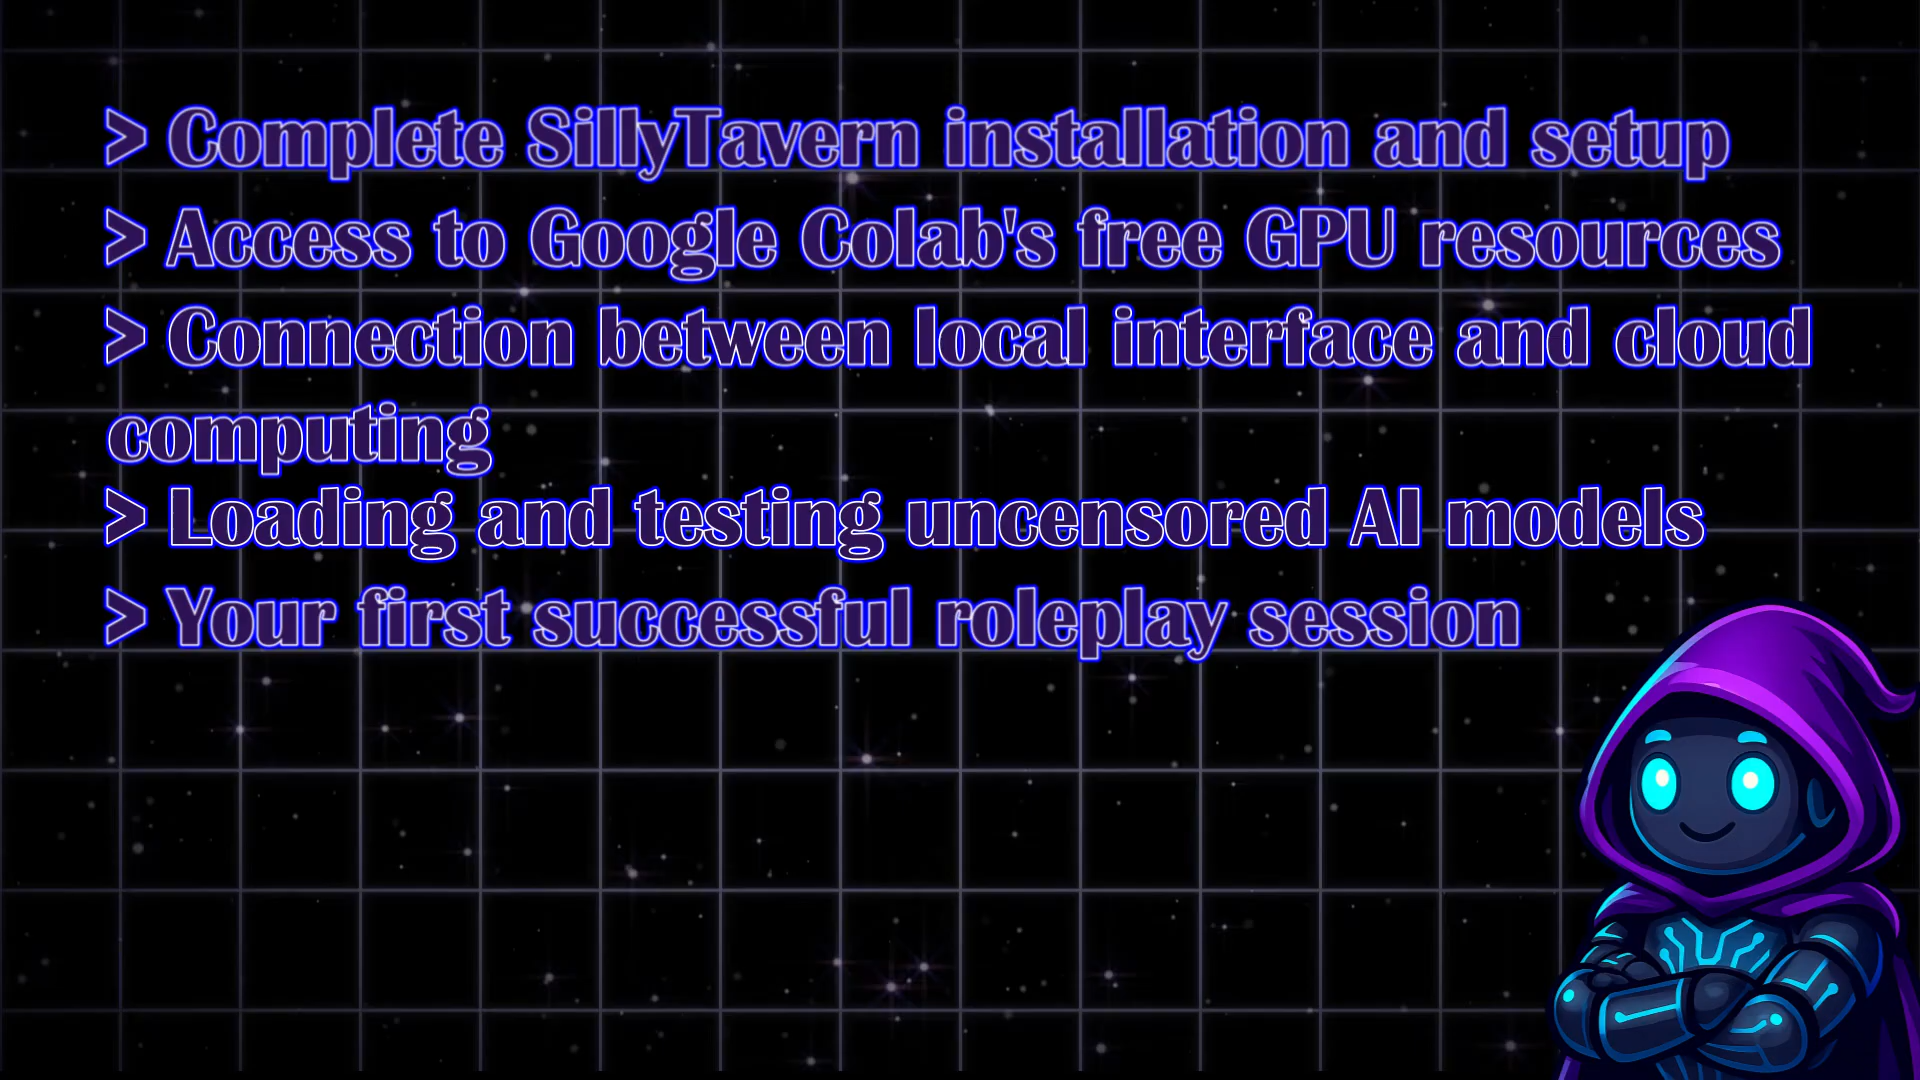 > Complete SillyTavern installation and setup
> Access to Google Colab's free GPU resources
> Connection between local interface and cloud
computing
> Loading and testing uncensored AI models
> Your first successful roleplay session